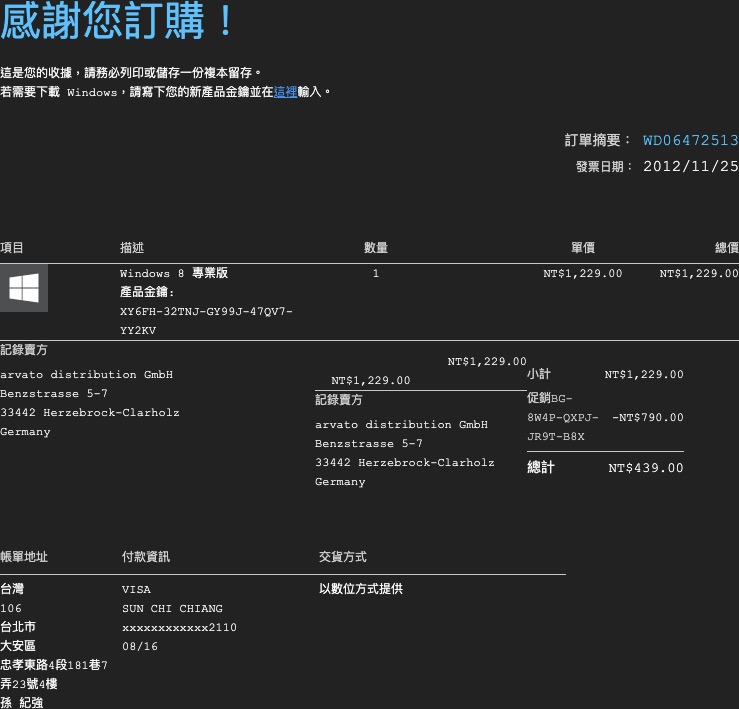 感謝您訂購！
這是您的收據，請務必列印或儲存一份複本留存。
若需要下載 Windows，請寫下您的新產品金鑰並在這裡輸入。
訂單摘要： WD06472513
發票日期： 2012/11/25
項目 描述 數量 單價 總價
Windows 8 專業版 1 NT$1,229.00 NT$1,229.00
產品金鑰:
XY6FH-32TNJ-GY99J-47QV7-
YY2KV
記錄賣方
arvato distribution GmbH
Benzstrasse 5-7
33442 Herzebrock-Clarholz
Germany
NT$1,229.00
NT$1,229.00
記錄賣方
arvato distribution GmbH
Benzstrasse 5-7
33442 Herzebrock-Clarholz
Germany
小計 NT$1,229.00
促銷BG-
8W4P-QXPJ- -NT$790.00
JR9T-B8X
總計 NT$439.00
帳單地址 付款資訊 交貨方式
台灣 VISA 以數位方式提供
106 SUN CHI CHIANG
台北市 xxxxxxxxxxxx2110
大安區 08/16
忠孝東路4段181巷7
弄23號4樓
孫 紀強